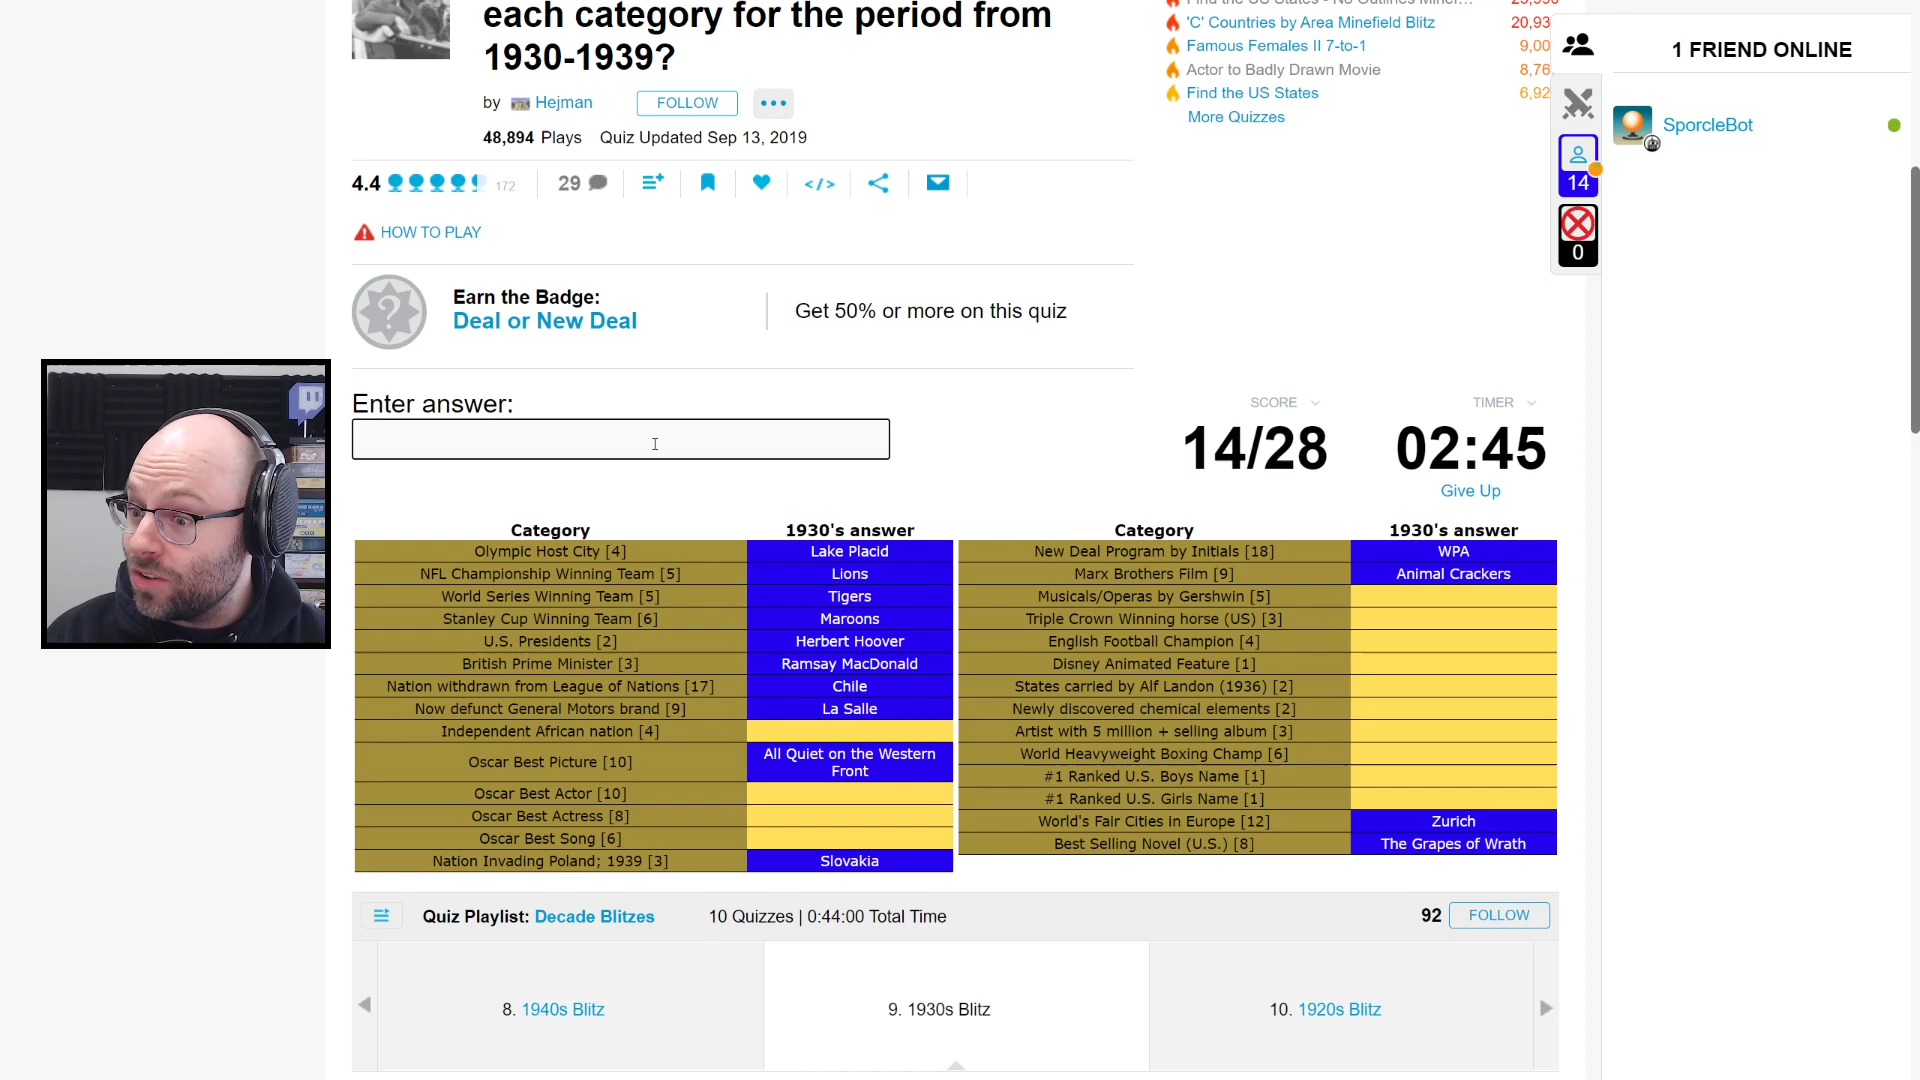 each category for the period from
1930-1939?
by Hejman FOLLOW
48,894 Plays Quiz Updated Sep 13, 2019
4.4 172 29 </>
HOW TO PLAY
Earn the Badge:
Deal or New Deal
Get 50% or more on this quiz
'C' Countries by Area Minefield Blitz 20,93
Famous Females II 7-to-1 9,00
Actor to Badly Drawn Movie 8,76
Find the US States 6,92
More Quizzes
14
0
1 FRIEND ONLINE
SporcleBot
Enter answer:
SCORE
14/28
TIMER
02:45
Give Up
Category 1930's answer
Olympic Host City [4] Lake Placid
NFL Championship Winning Team [5] Lions
World Series Winning Team [5] Tigers
Stanley Cup Winning Team [6] Maroons
U.S. Presidents [2] Herbert Hoover
British Prime Minister [3] Ramsay MacDonald
Nation withdrawn from League of Nations [17] Chile
Now defunct General Motors brand [9] La Salle
Independent African nation [4]
Oscar Best Picture [10] All Quiet on the Western
Front
Oscar Best Actor [10]
Oscar Best Actress [8]
Oscar Best Song [6]
Nation Invading Poland; 1939 [3] Slovakia
Category 1930's answer
New Deal Program by Initials [18] WPA
Marx Brothers Film [9] Animal Crackers
Musicals/Operas by Gershwin [5]
Triple Crown Winning horse (US) [3]
English Football Champion [4]
Disney Animated Feature [1]
States carried by Alf Landon (1936) [2]
Newly discovered chemical elements [2]
Artist with 5 million + selling album [3]
World Heavyweight Boxing Champ [6]
#1 Ranked U.S. Boys Name [1]
#1 Ranked U.S. Girls Name [1]
World's Fair Cities in Europe [12] Zurich
Best Selling Novel (U.S.) [8] The Grapes of Wrath
Quiz Playlist: Decade Blitzes 10 Quizzes | 0:44:00 Total Time 92 FOLLOW
8. 1940s Blitz
9. 1930s Blitz
10. 1920s Blitz